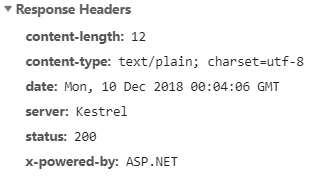 Response Headers
content-length: 12
content-type: text/plain; charset=utf-8
date: Mon, 10 Dec 2018 00:04:06 GMT
server: Kestrel
status: 200
x-powered-by: ASP.NET